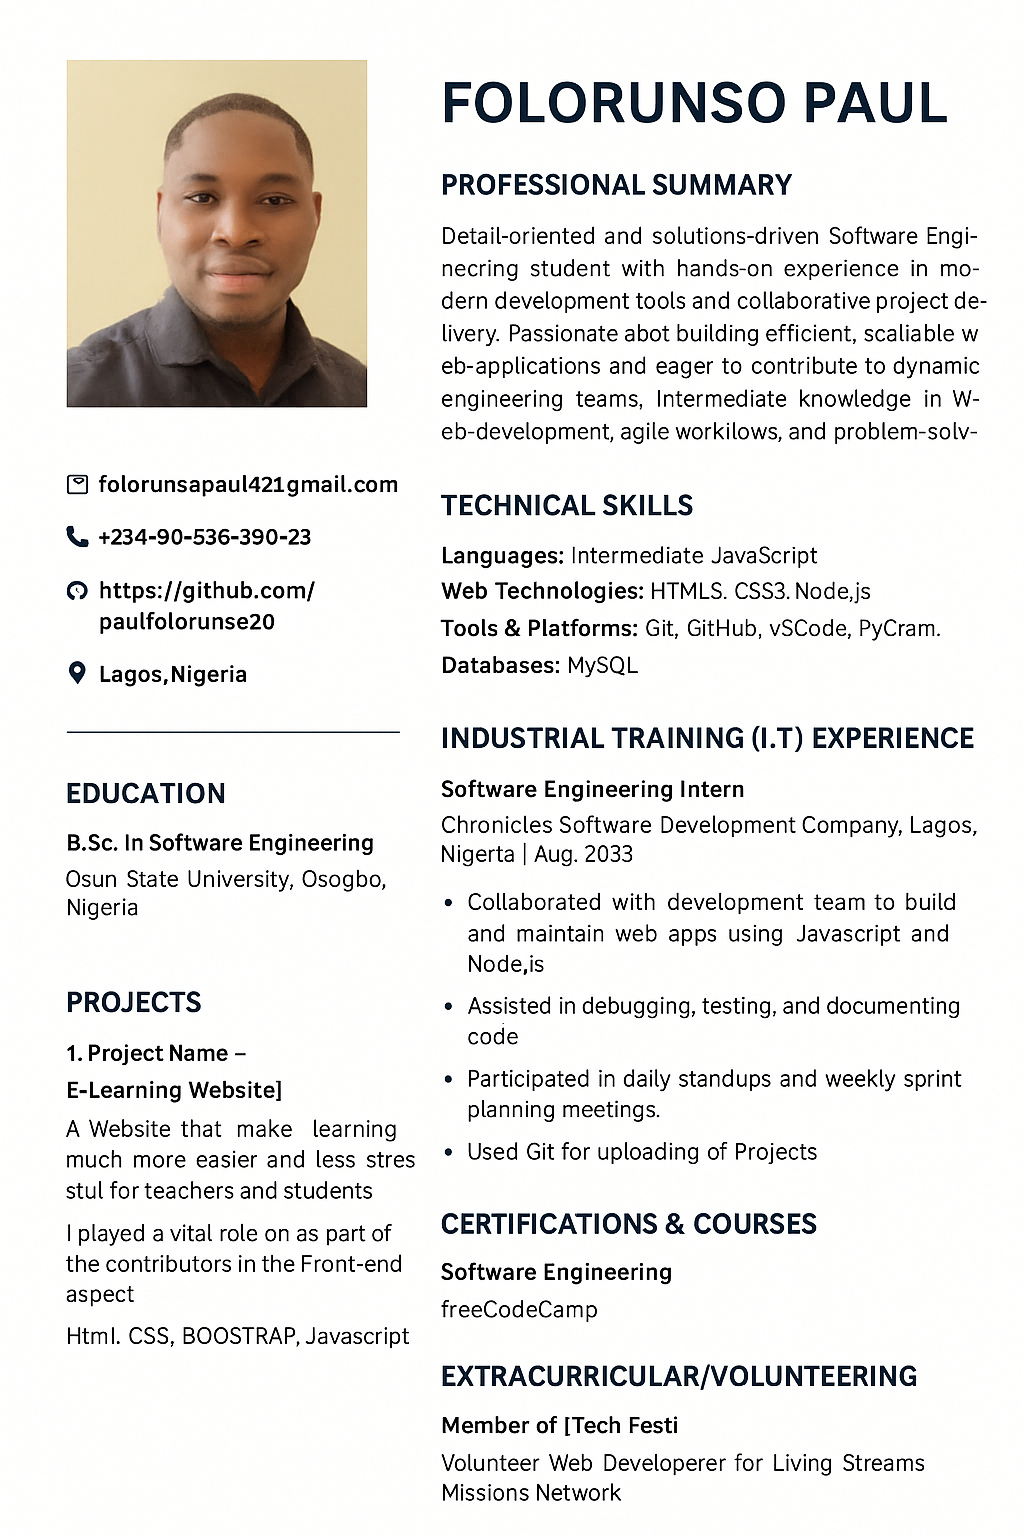 FOLORUNSO PAUL
PROFESSIONAL SUMMARY
Detail-oriented and solutions-driven Software Engi-
necring student with hands-on experience in mo-
dern development tools and collaborative project de-
livery. Passionate abot building efficient, scaliable w
eb-applications and eager to contribute to dynamic
engineering teams, Intermediate knowledge in W-
eb-development, agile workilows, and problem-solv-
TECHNICAL SKILLS
Languages: Intermediate JavaScript
Web Technologies: HTMLS. CSS3. Node,js
Tools & Platforms: Git, GitHub, vSCode, PyCram.
Databases: MySQL
INDUSTRIAL TRAINING (I.T) EXPERIENCE
Software Engineering Intern
Chronicles Software Development Company, Lagos,
Nigerta | Aug. 2033
• Collaborated with development team to build
and maintain web apps using Javascript and
Node,is
• Assisted in debugging, testing, and documenting
code
• Participated in daily standups and weekly sprint
planning meetings.
• Used Git for uploading of Projects
CERTIFICATIONS & COURSES
Software Engineering
freeCodeCamp
EXTRACURRICULAR/VOLUNTEERING
Member of [Tech Festi
Volunteer Web Developerer for Living Streams
Missions Network
folorunsapaul421gmail.com
+234-90-536-390-23
https://github.com/
paulfolorunse20
Lagos,Nigeria
EDUCATION
B.Sc. In Software Engineering
Osun State University, Osogbo,
Nigeria
PROJECTS
1. Project Name –
E-Learning Website]
A Website that make learning
much more easier and less stres
stul for teachers and students
I played a vital role on as part of
the contributors in the Front-end
aspect
Html. CSS, BOOSTRAP, Javascript